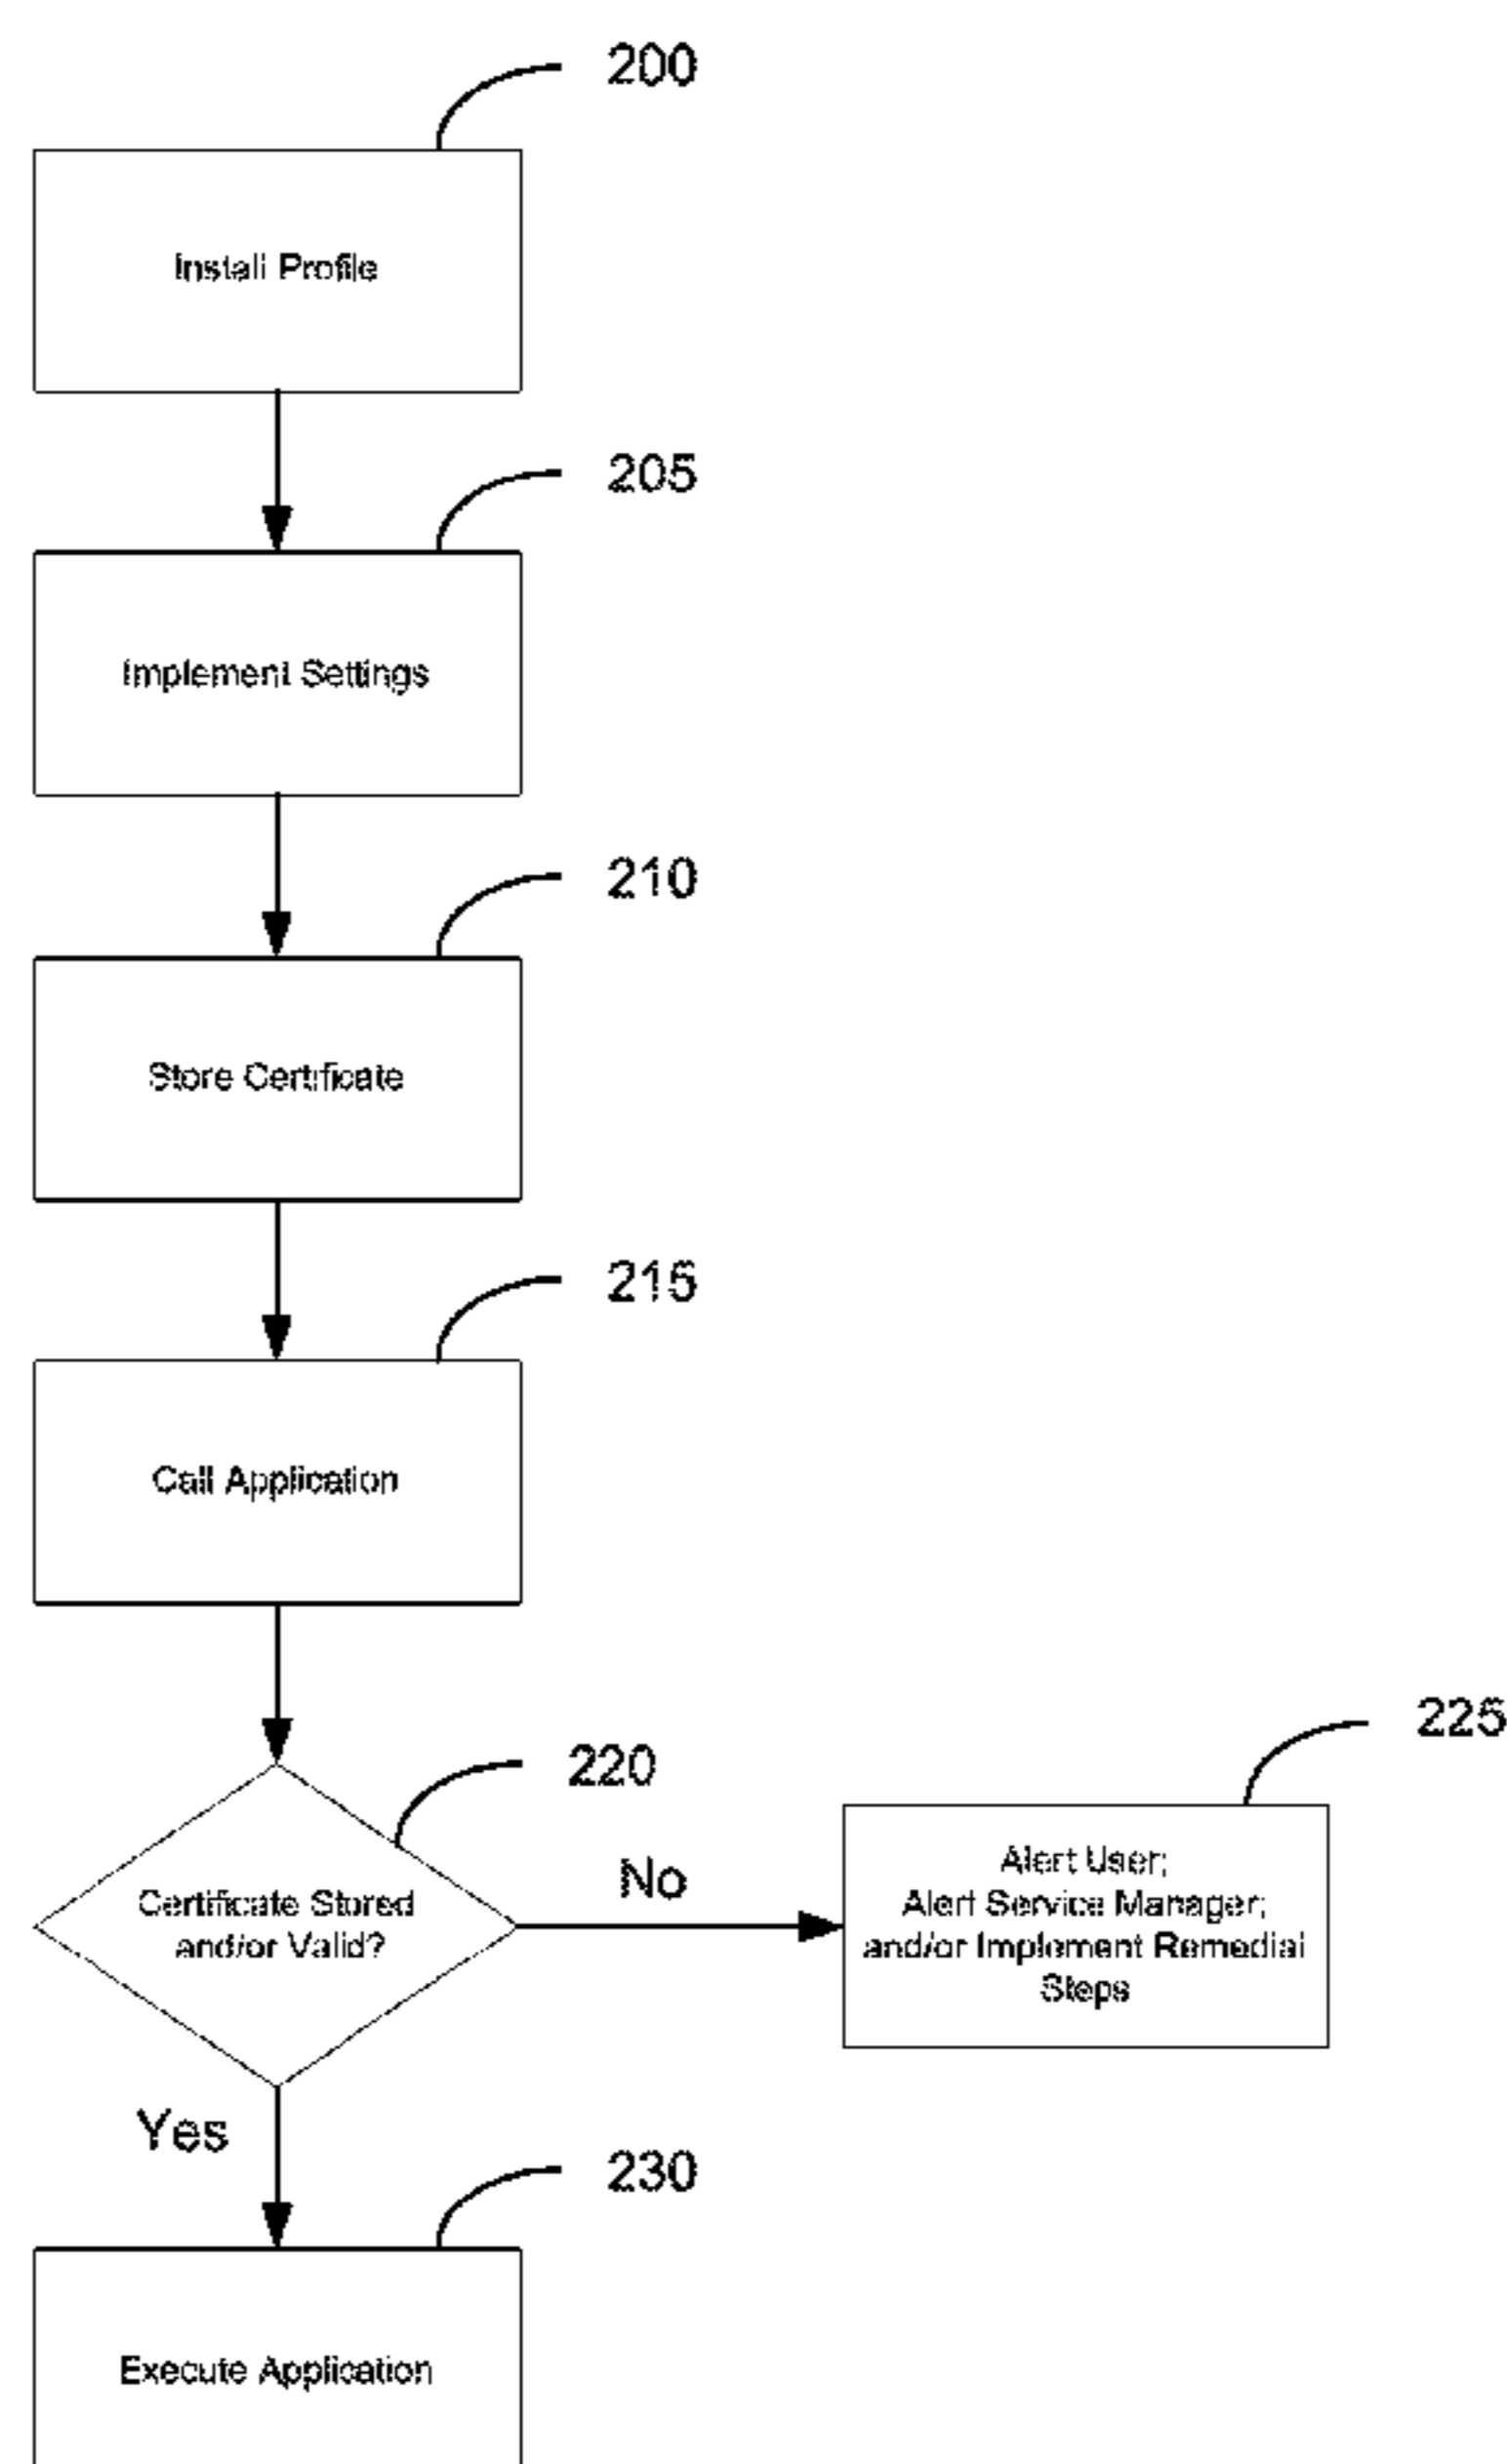 200
Install Profile
205
Implement Settings
210
Store Certificate
215
Call Application
220
Certificate Stored
and/or Valid?
No
225
Alert User;
Alert Service Manager;
and/or Implement Remedial
Steps
Yes
230
Execute Application